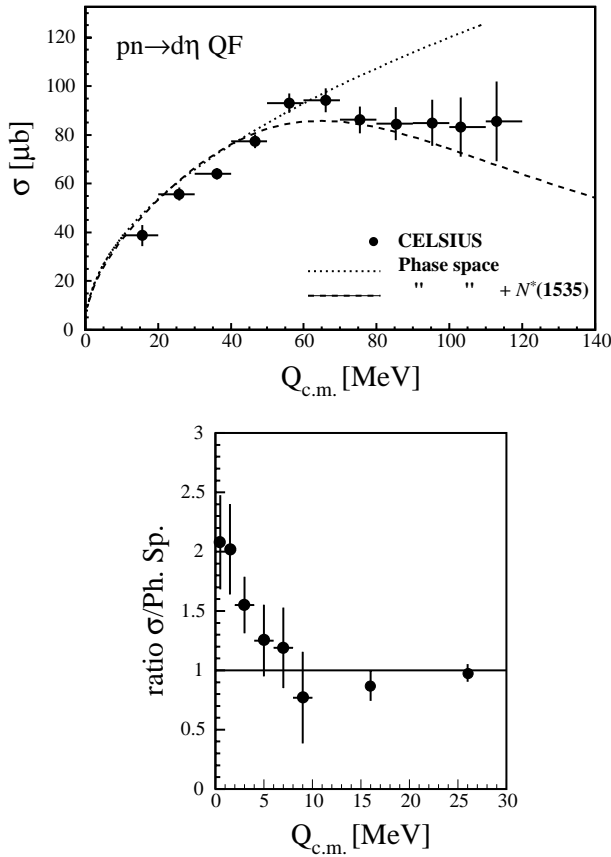 pn→dη QF
σ [μb]
120
100
80
60
40
20
0
CELSIUS
Phase space
" " + N*(1535)
0 20 40 60 80 100 120 140
Q c.m. [MeV]
ratio σ/Ph. Sp.
3
2.5
2
1.5
1
0.5
0
0 5 10 15 20 25 30
Q c.m. [MeV]